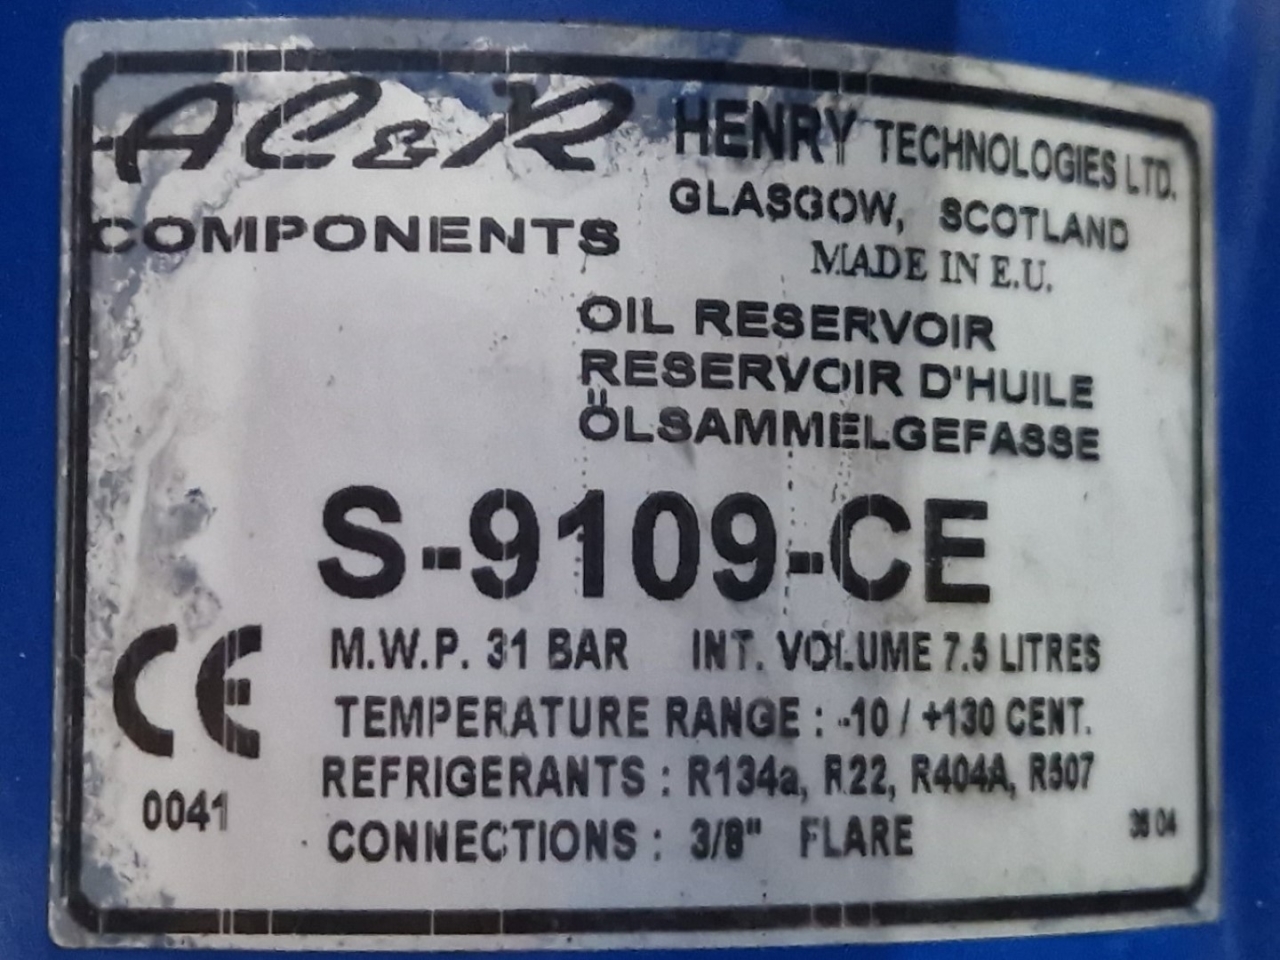 AC&R
COMPONENTS
HENRY TECHNOLOGIES LTD.
GLASGOW, SCOTLAND
MADE IN E.U.
OIL RESERVOIR
RESERVOIR D'HUILE
ÖLSAMMELGEFASSE
S-9109-CE
CE
0041
M.W.P. 31 BAR INT. VOLUME 7.5 LITRES
TEMPERATURE RANGE : -10 / +130 CENT.
REFRIGERANTS : R134a, R22, R404A, R507
CONNECTIONS : 3/8" FLARE
04